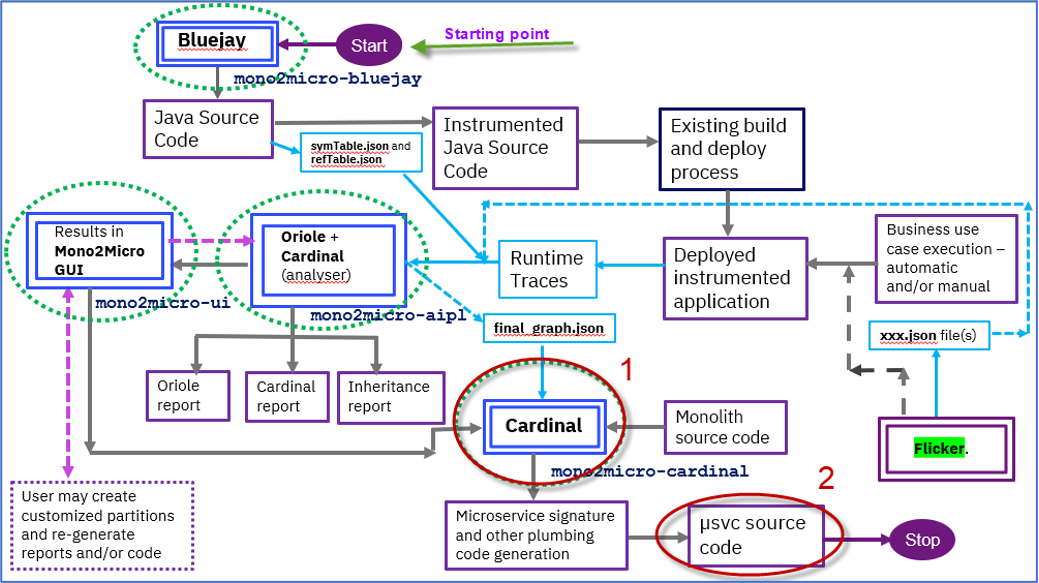 Starting point
Bluejay
Start
mono2micro-bluejay
Java Source
Code
symTable.json and
refTable.json
Instrumented
Java Source
Code
Existing build
and deploy
process
Results in
Mono2Micro
GUI
mono2micro-ui
Oriole +
Cardinal
(analyser)
mono2micro-aipl
Runtime
Traces
Deployed
instrumented
application
Business use
case execution –
automatic
and/or manual
final_graph.json
xxx.json file(s)
Oriole
report
Cardinal
report
Inheritance
report
1
Cardinal
mono2micro-cardinal
Monolith
source code
Flicker.
User may create
customized partitions
and re-generate
reports and/or code
Microservice signature
and other plumbing
code generation
2
µsvc source
code
Stop